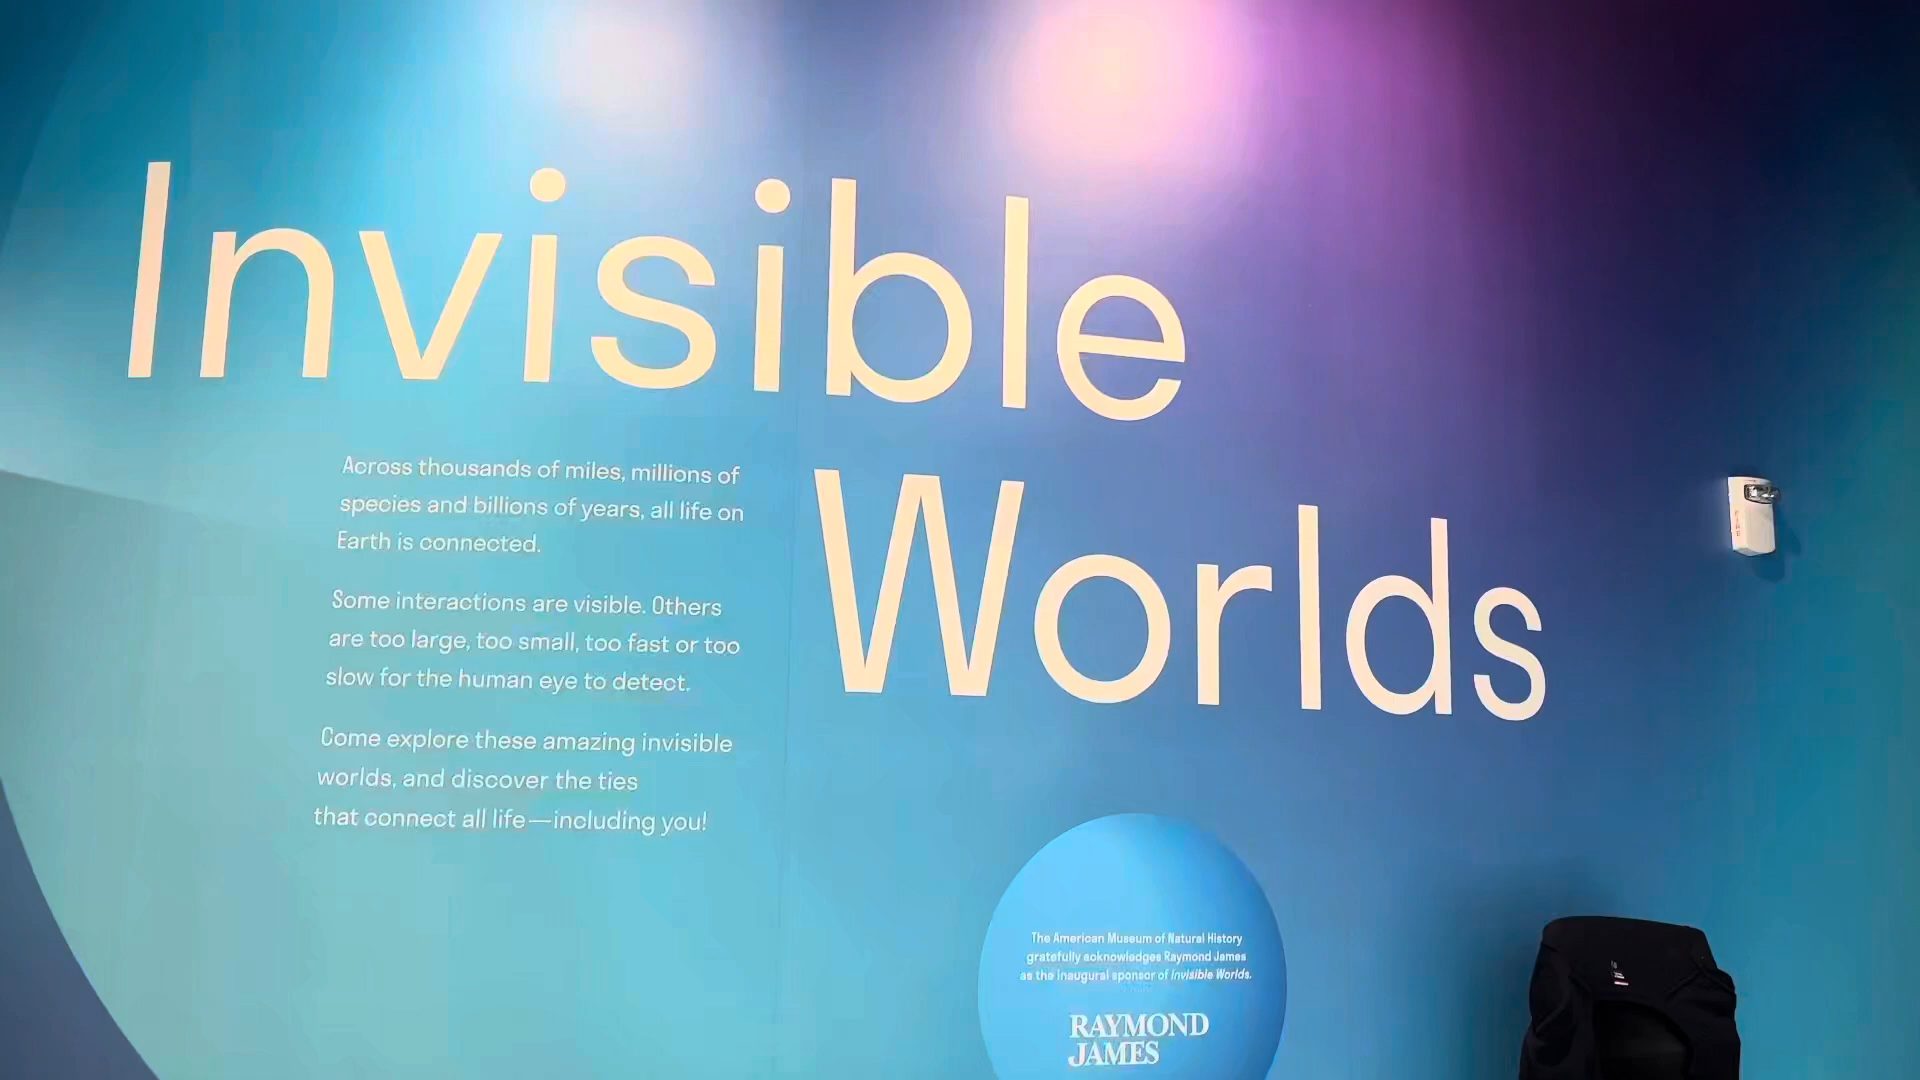 Invisible
Worlds
Across thousands of miles, millions of
species and billions of years, all life on
Earth is connected.
Some interactions are visible. Others
are too large, too small, too fast or too
slow for the human eye to detect.
Come explore these amazing invisible
worlds, and discover the ties
that connect all life—including you!
The American Museum of Natural History
gratefully acknowledges Raymond James
as the inaugural sponsor of Invisible Worlds.
RAYMOND
JAMES
FIRE